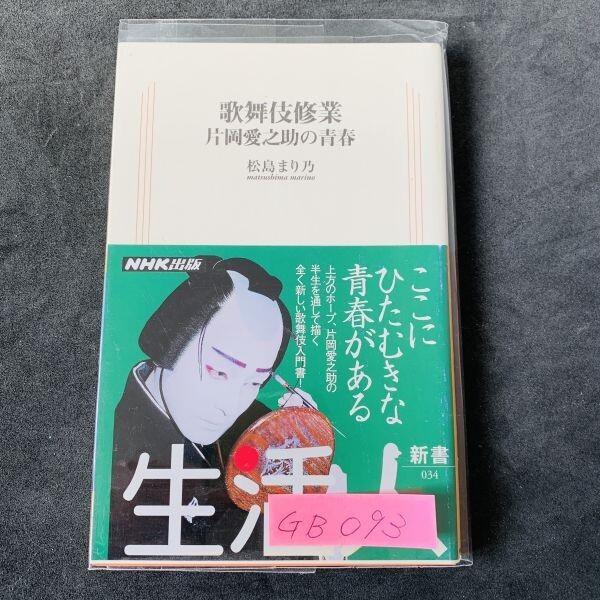 歌舞伎修業
片岡愛之助の青春
松島まり乃
matsushima marino
NHK出版
ここに
ひたむきな
青春がある
上方のホープ、片岡愛之助の
半生を通して描く
全く新しい歌舞伎入門書!
生活人
新書
034
GB093